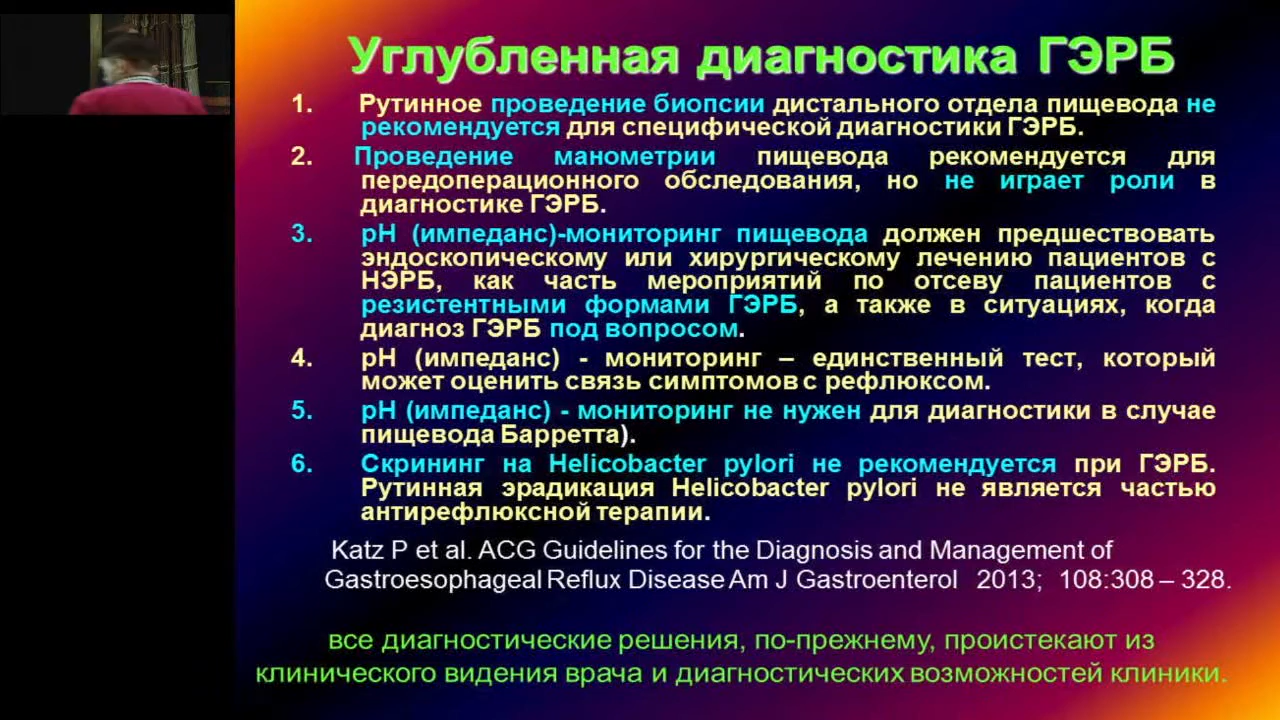 Углубленная диагностика ГЭРБ
1. Рутинное проведение биопсии дистального отдела пищевода не
рекомендуется для специфической диагностики ГЭРБ.
2. Проведение манометрии пищевода рекомендуется для
передоперационного обследования, но не играет роли в
диагностике ГЭРБ.
3. рН (импеданс)-мониторинг пищевода должен предшествовать
эндоскопическому или хирургическому лечению пациентов с
НЭРБ, как часть мероприятий по отсеву пациентов с
резистентными формами ГЭРБ, а также в ситуациях, когда
диагноз ГЭРБ под вопросом.
4. рН (импеданс) - мониторинг – единственный тест, который
может оценить связь симптомов с рефлюксом.
5. рН (импеданс) - мониторинг не нужен для диагностики в случае
пищевода Барретта).
6. Скрининг на Helicobacter pylori не рекомендуется при ГЭРБ.
Рутинная эрадикация Helicobacter pylori не является частью
антирефлюксной терапии.
Katz P et al. ACG Guidelines for the Diagnosis and Management of
Gastroesophageal Reflux Disease Am J Gastroenterol 2013; 108:308 – 328.
все диагностические решения, по-прежнему, проистекают из
клинического видения врача и диагностических возможностей клиники.